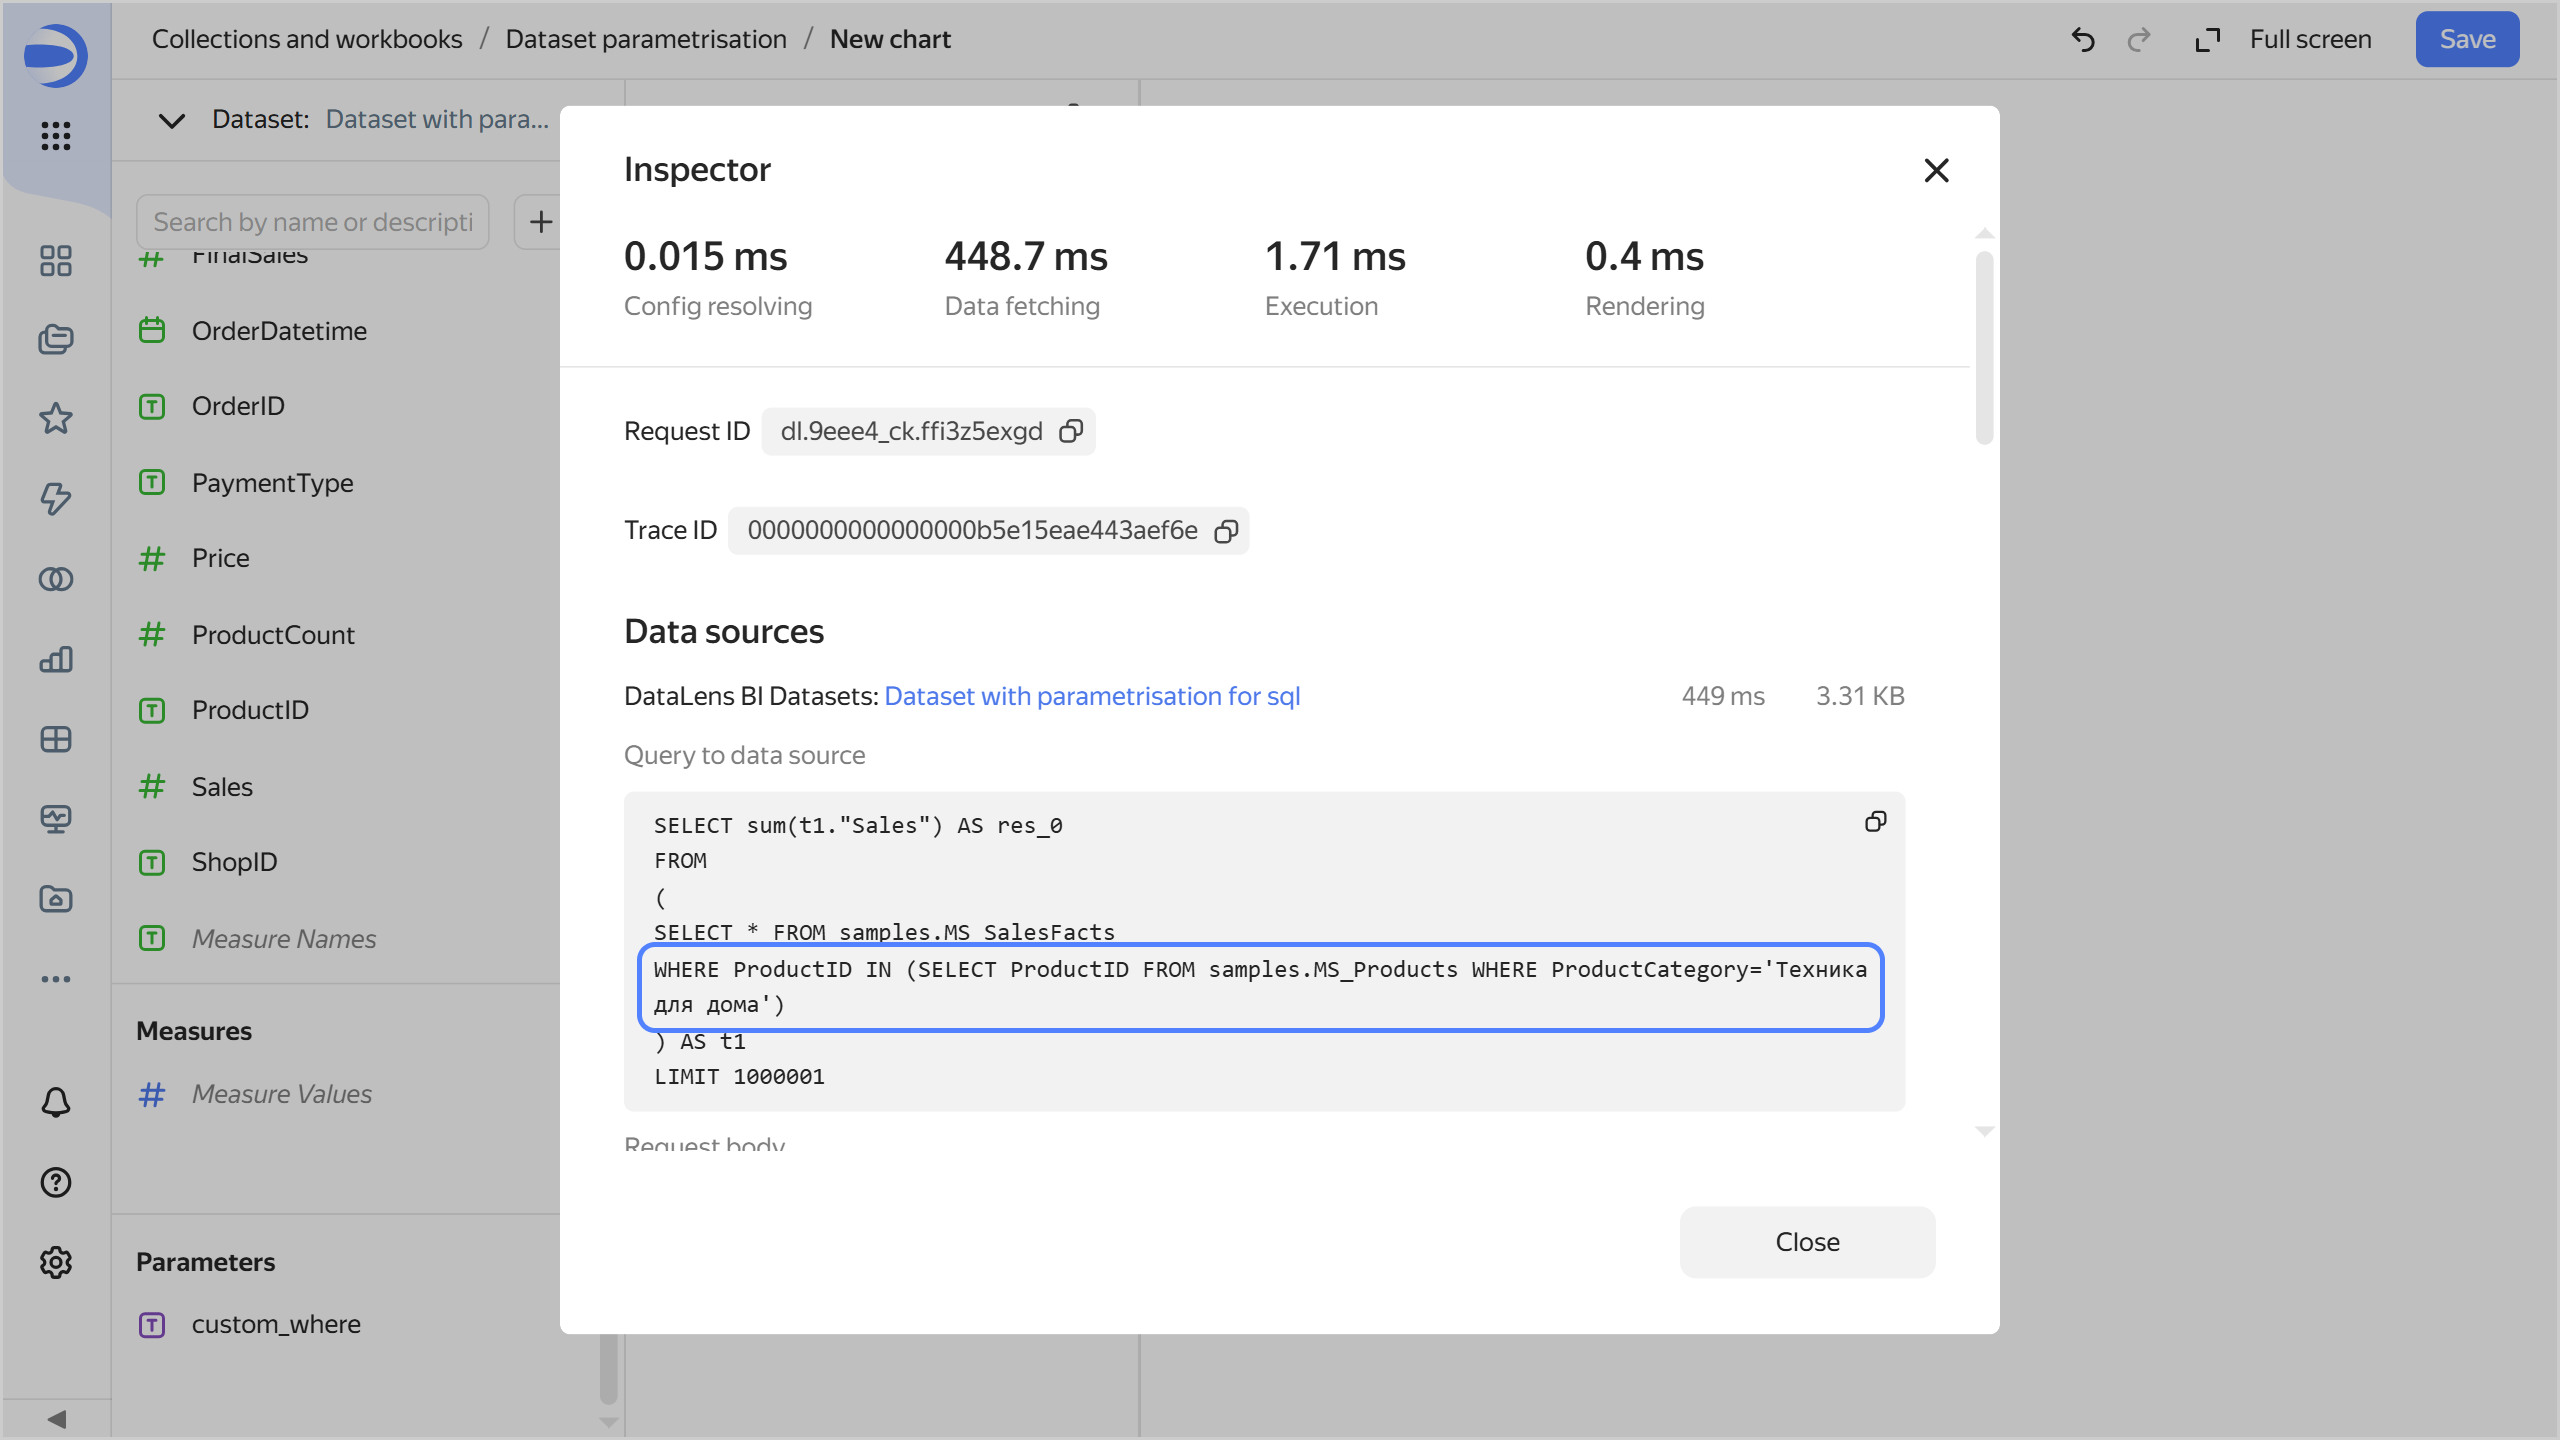 Collections and workbooks / Dataset parametrisation / New chart
Full screen
Save
Dataset: Dataset with para...
Search by name or descripti
FinalSales
OrderDatetime
OrderID
PaymentType
Price
ProductCount
ProductID
Sales
ShopID
Measure Names
Measures
Measure Values
Parameters
custom_where
Inspector
0.015 ms
Config resolving
448.7 ms
Data fetching
1.71 ms
Execution
0.4 ms
Rendering
Request ID dl.9eee4_ck.ffi3z5exgd
Trace ID 0000000000000000b5e15eae443aef6e
Data sources
DataLens BI Datasets: Dataset with parametrisation for sql 449 ms 3.31 KB
Query to data source
SELECT sum(t1."Sales") AS res_0
FROM
(
SELECT * FROM samples.MS_SalesFacts
WHERE ProductID IN (SELECT ProductID FROM samples.MS_Products WHERE ProductCategory='Техника
для дома')
) AS t1
LIMIT 1000001
Request body
Close